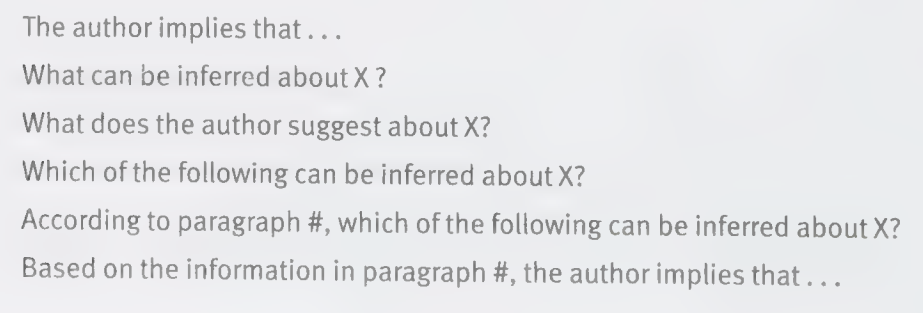 The author implies that . . .
What can be inferred about X ?
What does the author suggest about X?
Which of the following can be inferred about X?
According to paragraph #, which of the following can be inferred about X?
Based on the information in paragraph #, the author implies that . . .